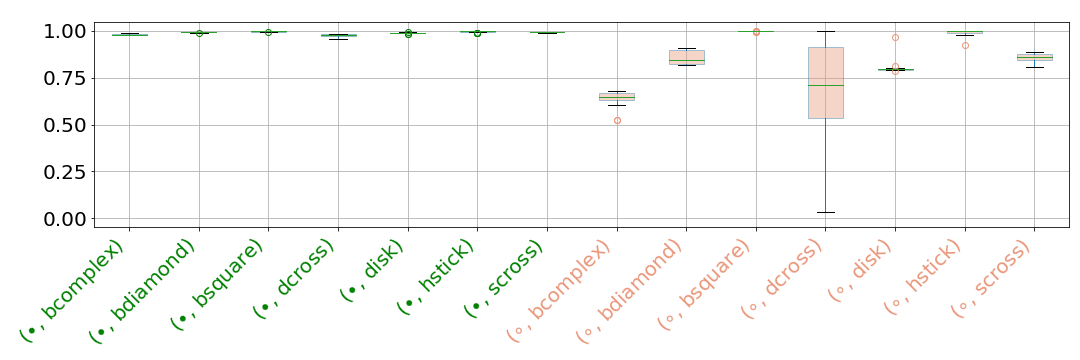 1.00
0.75
0.50
0.25
0.00
(•, bcomplex)
(•, bdiamond)
(•, bsquare)
(•, dcross)
(•, disk)
(•, hstick)
(•, scross)
(∘, bcomplex)
(∘, bdiamond)
(∘, bsquare)
(∘, dcross)
(∘, disk)
(∘, hstick)
(∘, scross)